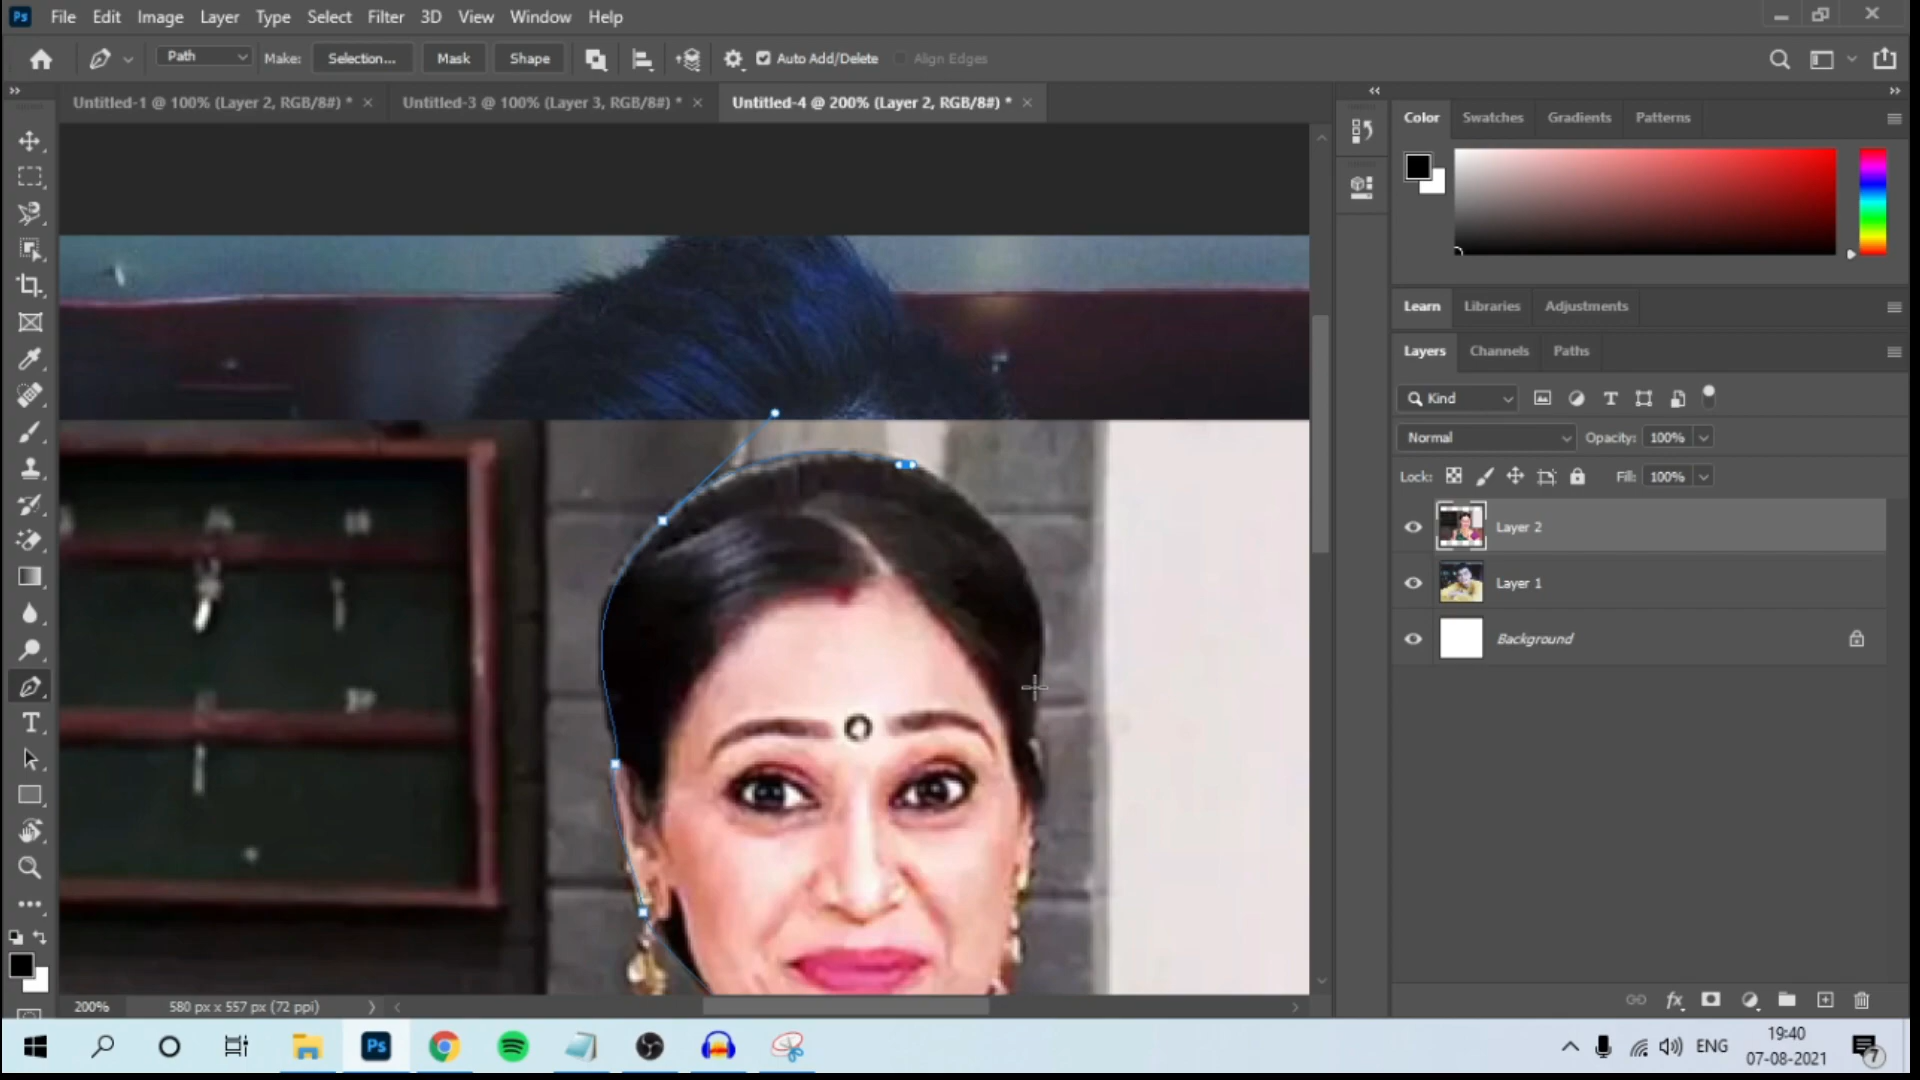 Ps File Edit Image Layer Type Select Filter 3D View Window Help
Path Make: Selection... Mask Shape Auto Add/Delete Align Edges
Untitled-1 @ 100% (Layer 2, RGB/8#) * Untitled-3 @ 100% (Layer 3, RGB/8#) * Untitled-4 @ 200% (Layer 2, RGB/8#) *
Color Swatches Gradients Patterns
Learn Libraries Adjustments
Layers Channels Paths
Kind
Normal Opacity: 100%
Lock: Fill: 100%
Layer 2
Layer 1
Background
200% 580 px x 557 px (72 ppi)
Ps ENG 19:40
07-08-2021 7